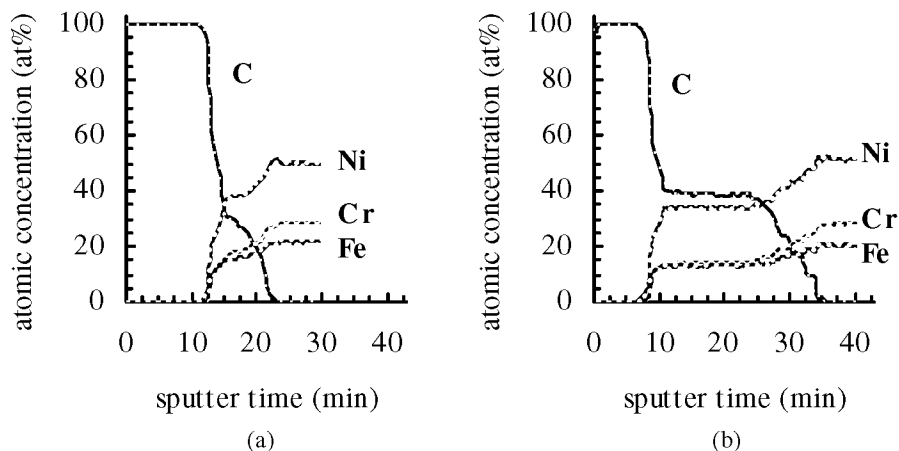 atomic concentration (at%)
100
80
60
40
20
0
C
Ni
Cr
Fe
0 10 20 30 40
sputter time (min)
(a)
atomic concentration (at%)
100
80
60
40
20
0
C
Ni
Cr
Fe
0 10 20 30 40
sputter time (min)
(b)